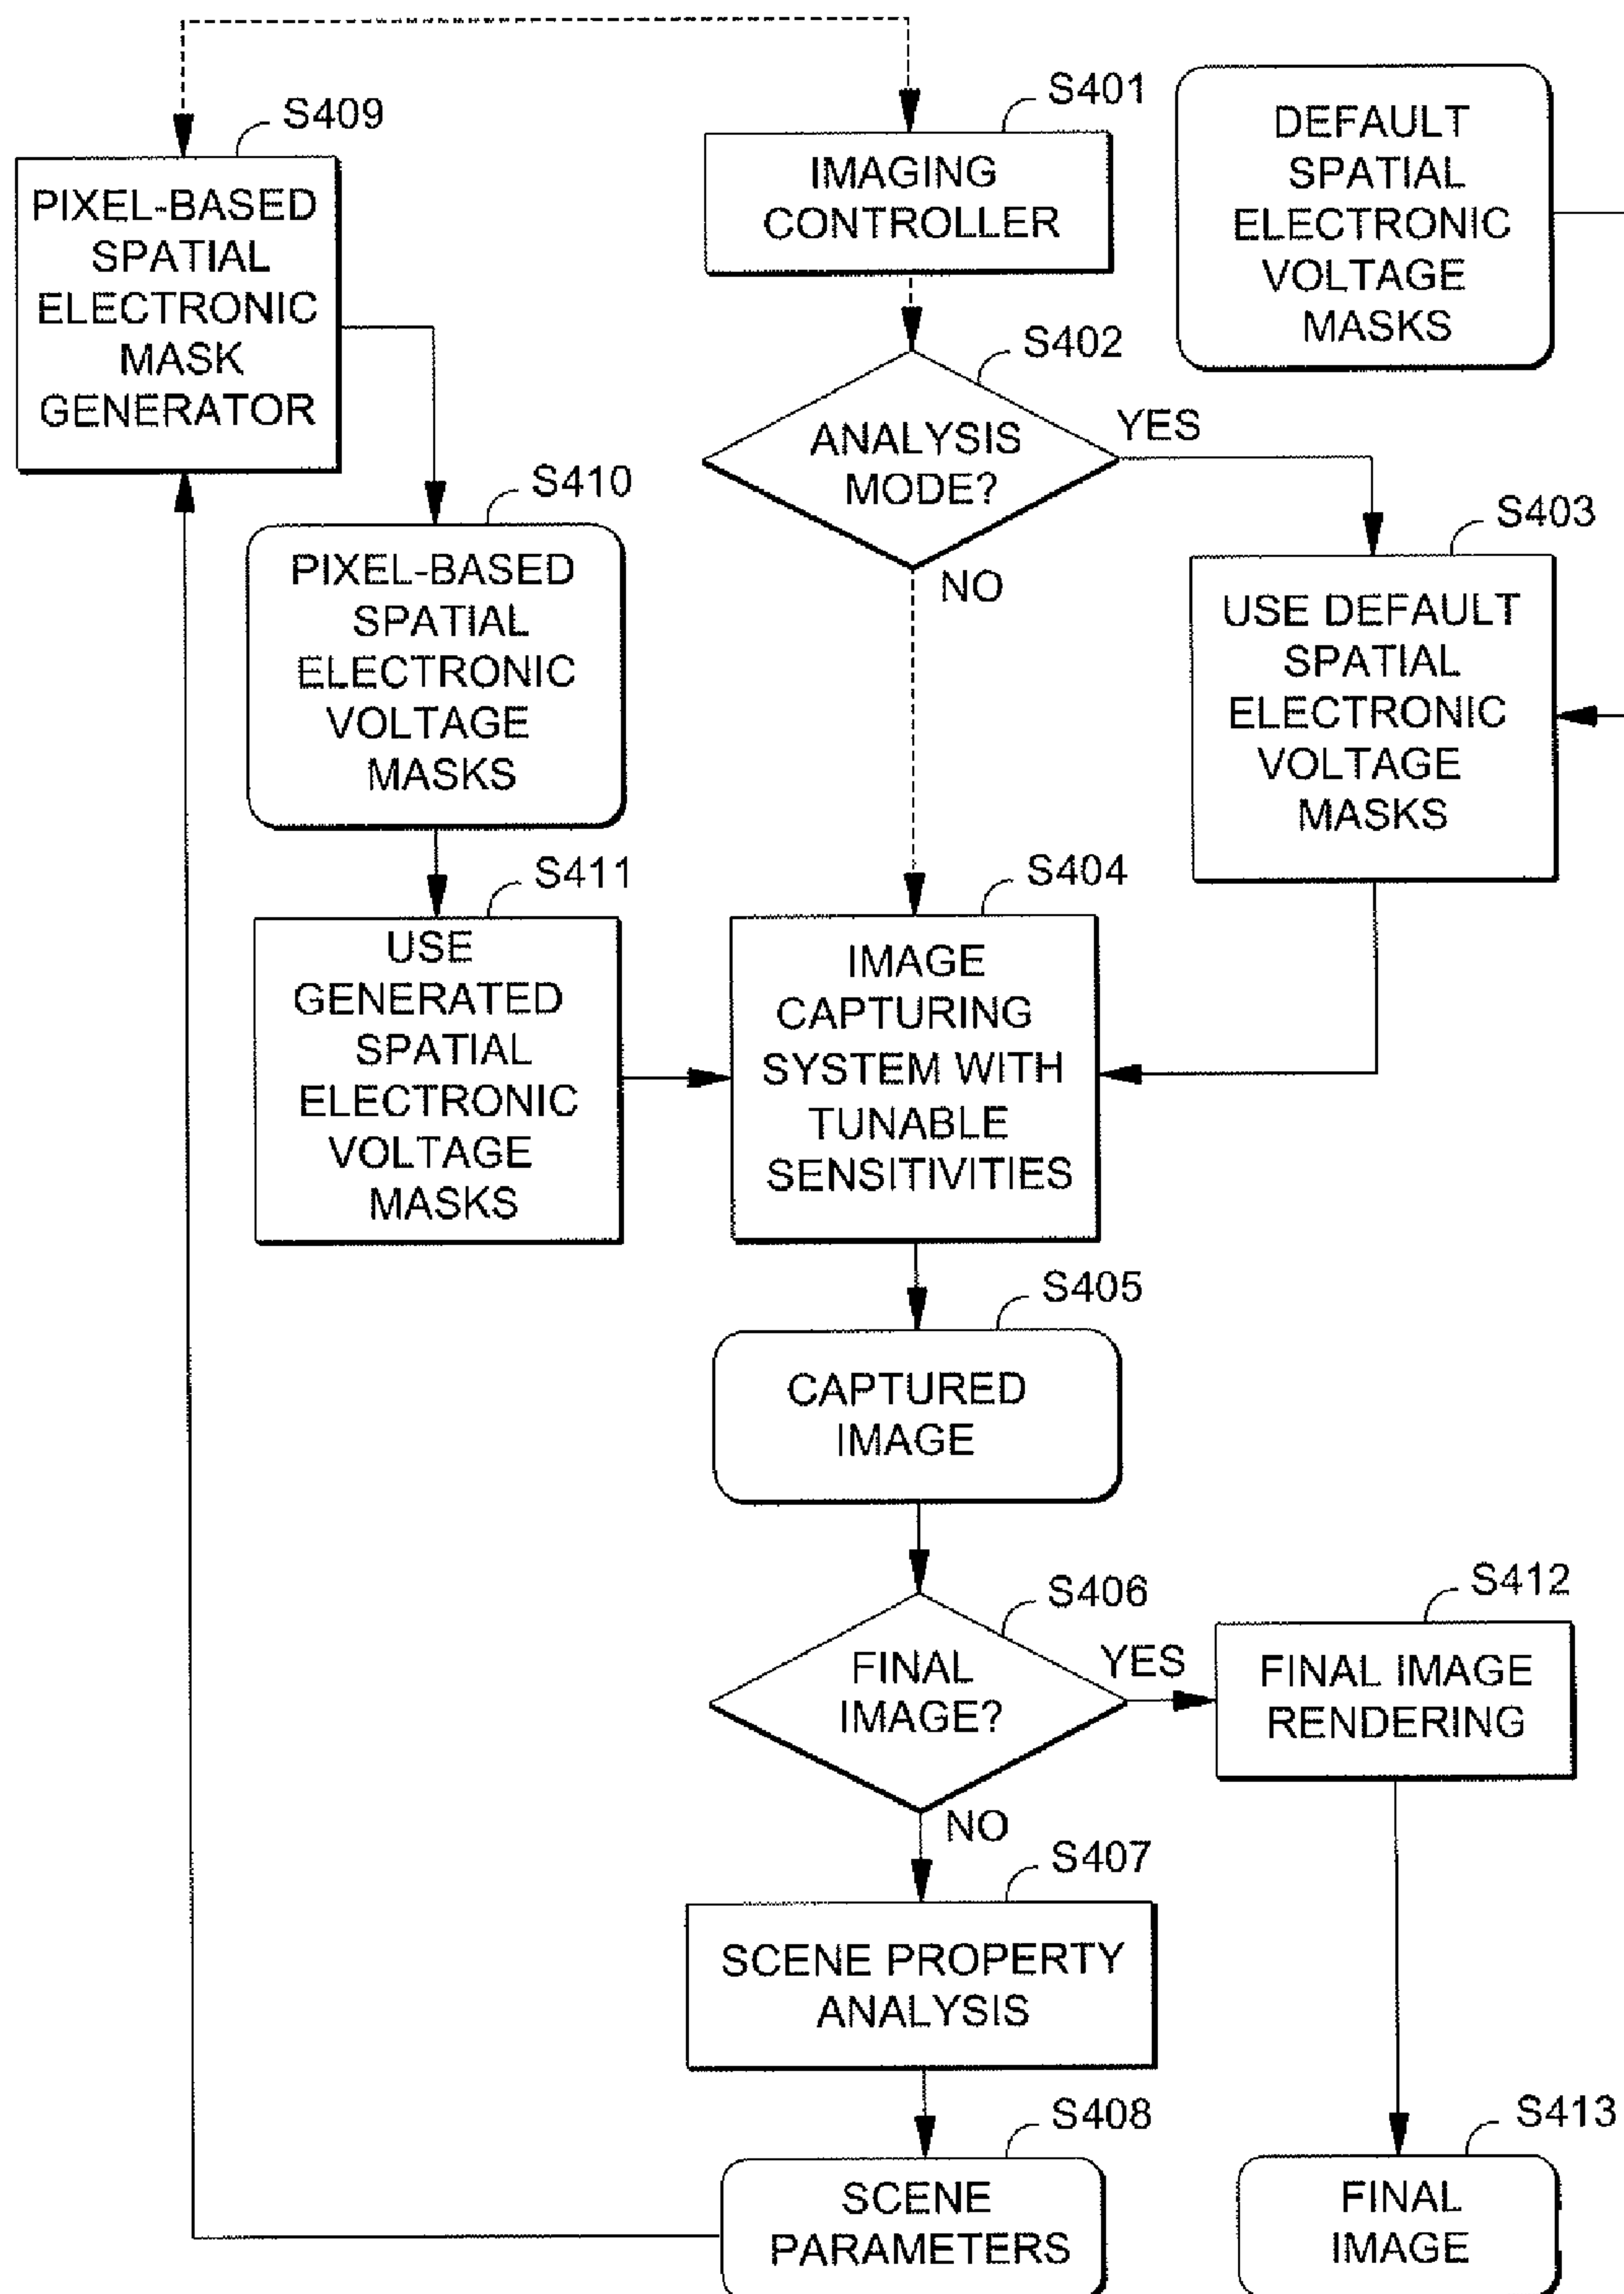 S401
IMAGING
CONTROLLER
DEFAULT
SPATIAL
ELECTRONIC
VOLTAGE
MASKS
S409
PIXEL-BASED
SPATIAL
ELECTRONIC
MASK
GENERATOR
S402
ANALYSIS
MODE?
YES
NO
S403
USE DEFAULT
SPATIAL
ELECTRONIC
VOLTAGE
MASKS
S410
PIXEL-BASED
SPATIAL
ELECTRONIC
VOLTAGE
MASKS
S411
USE
GENERATED
SPATIAL
ELECTRONIC
VOLTAGE
MASKS
S404
IMAGE
CAPTURING
SYSTEM WITH
TUNABLE
SENSITIVITIES
S405
CAPTURED
IMAGE
S406
FINAL
IMAGE?
YES
NO
S412
FINAL IMAGE
RENDERING
S407
SCENE PROPERTY
ANALYSIS
S408
SCENE
PARAMETERS
S413
FINAL
IMAGE